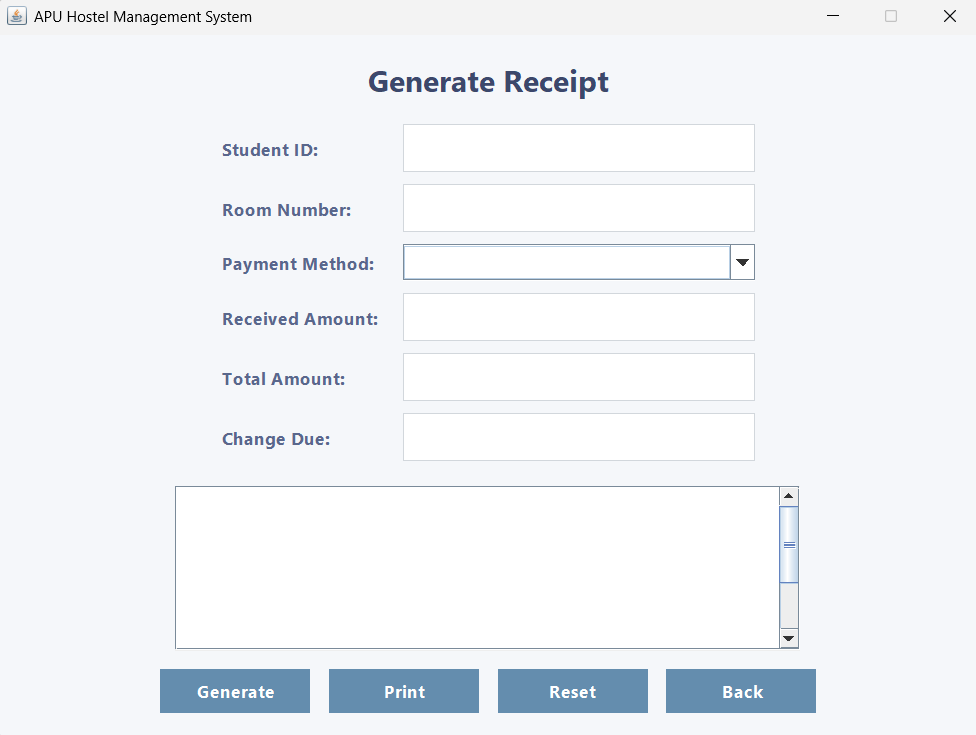 APU Hostel Management System
Generate Receipt
Student ID:
Room Number:
Payment Method:
Received Amount:
Total Amount:
Change Due:
Generate Print Reset Back